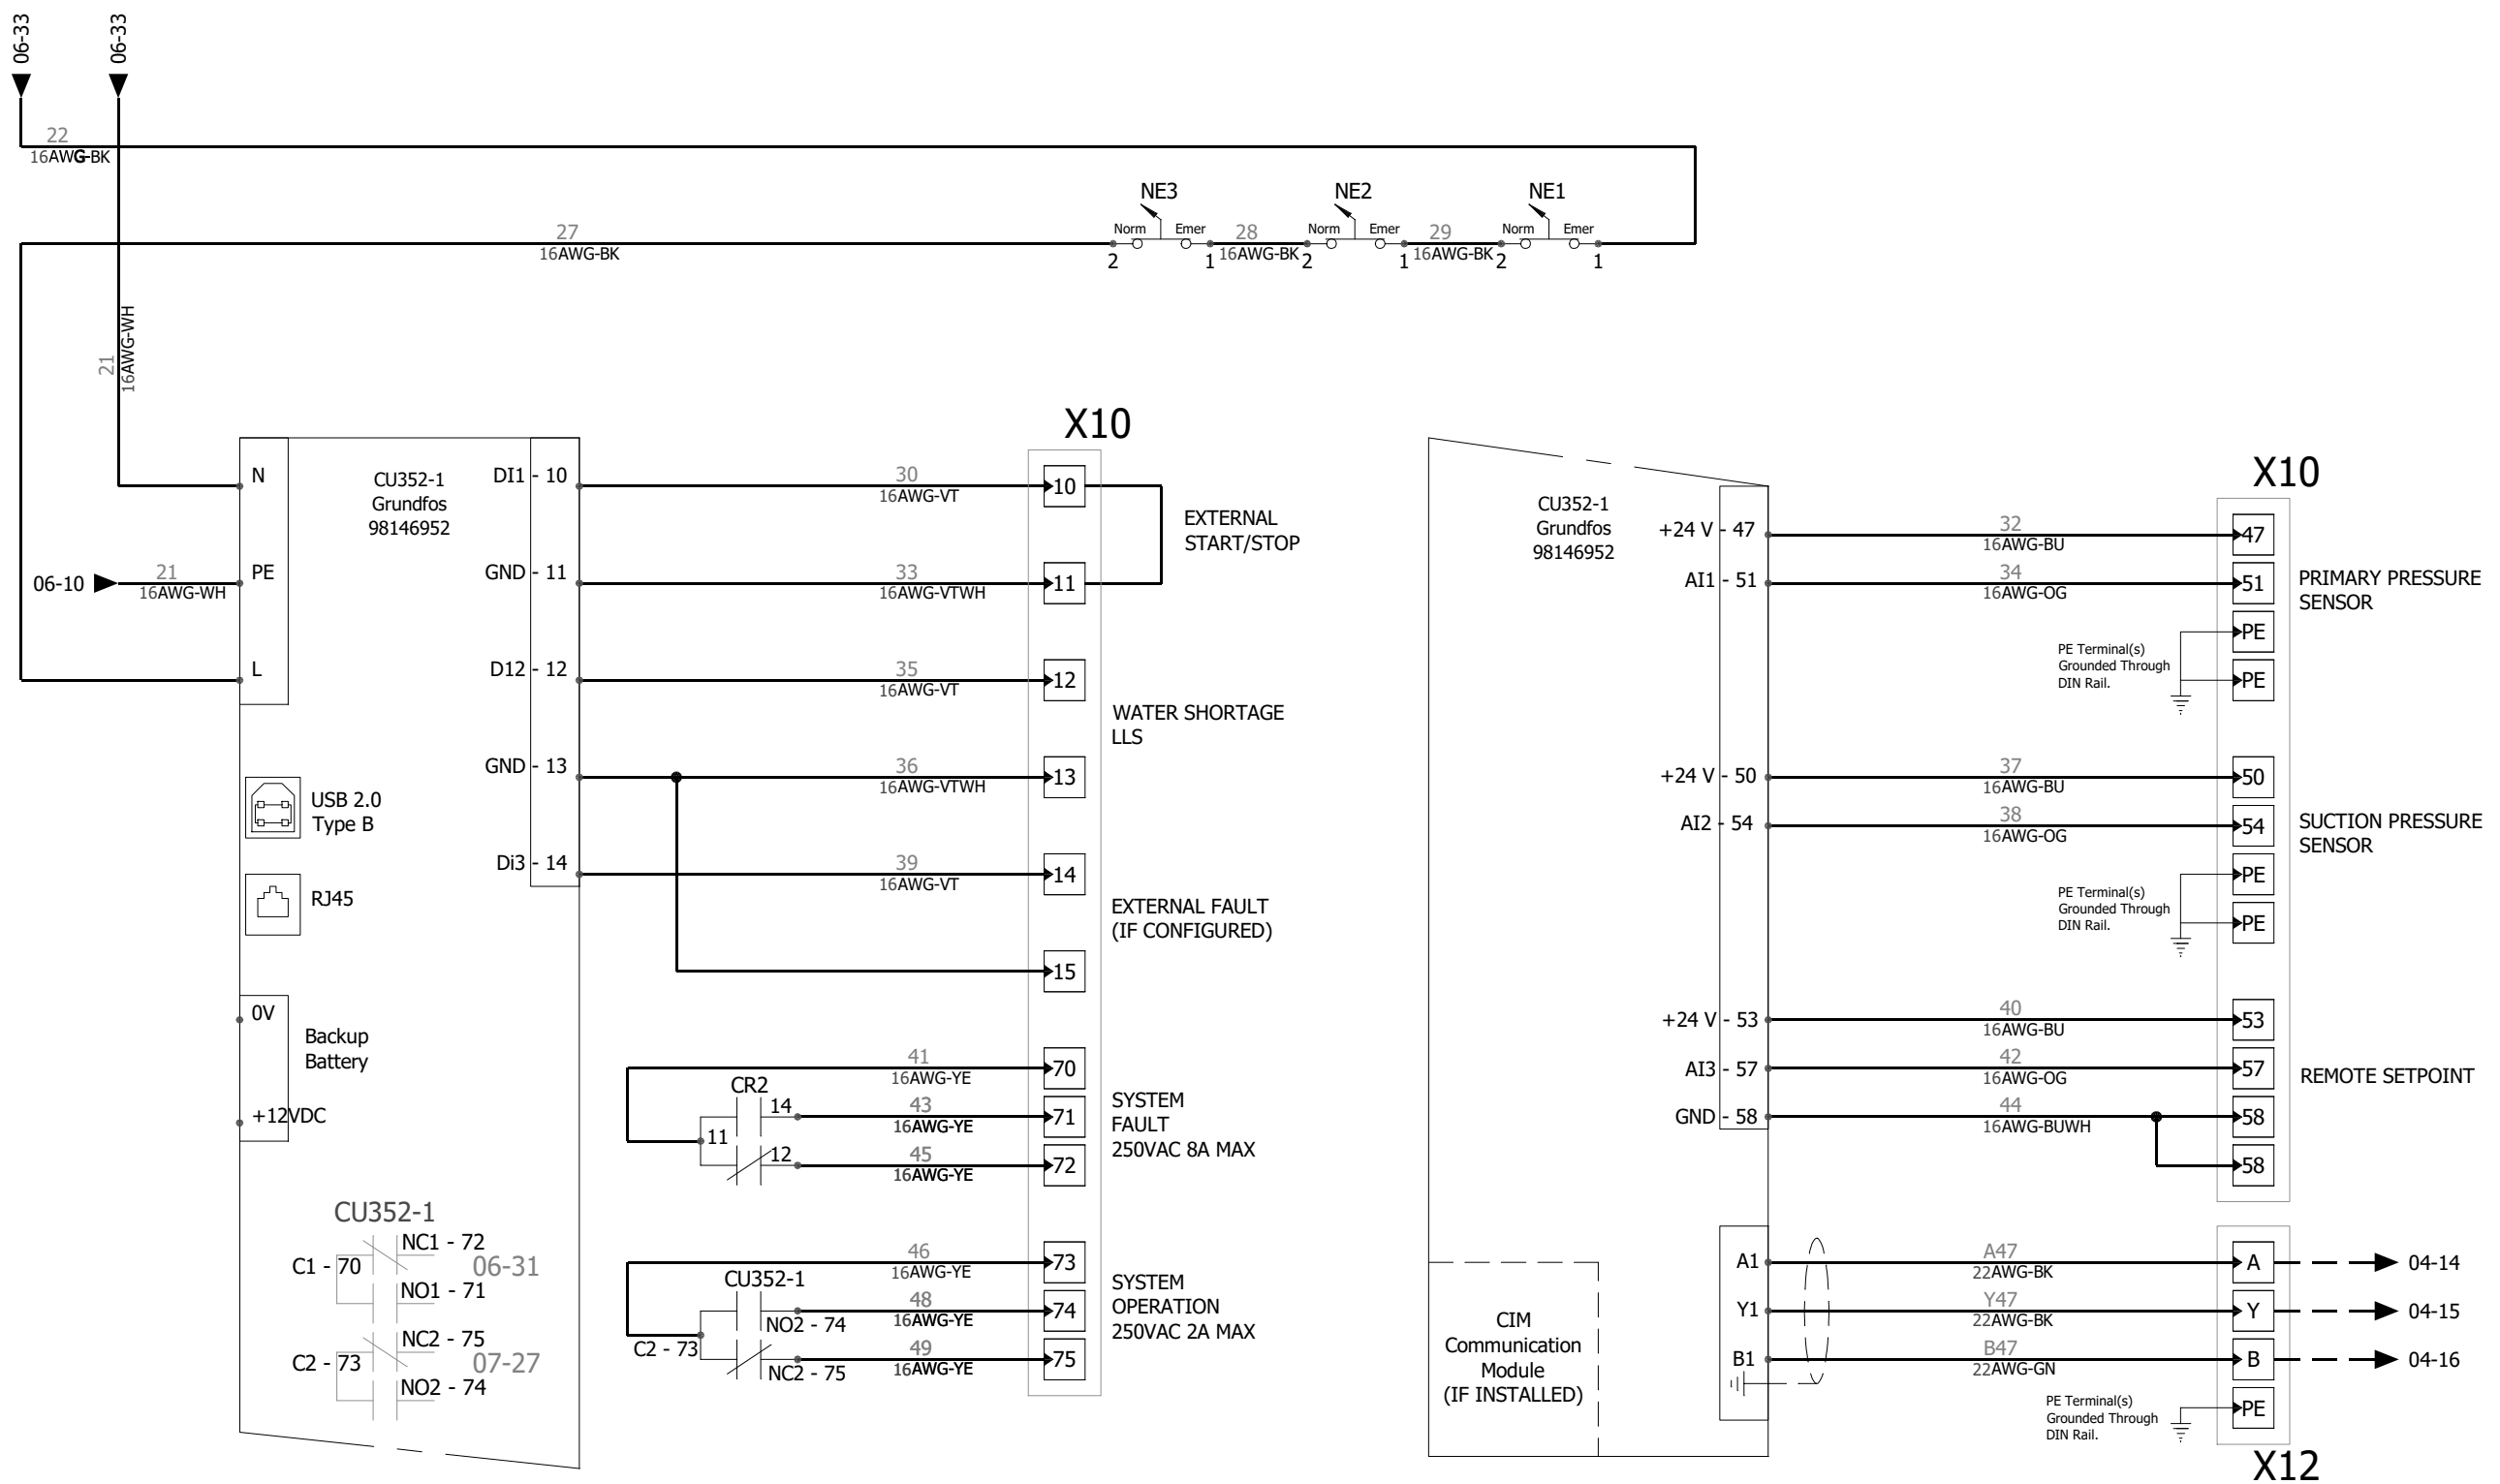 06-33
06-33
22
16AWG-BK
NE3
NE2
NE1
Norm Emer
Norm Emer
Norm Emer
27
16AWG-BK
28
16AWG-BK
29
16AWG-BK
2 1
2 1
2 1
21
16AWG-WH
X10
N
CU352-1
Grundfos
98146952
DI1 - 10
30
16AWG-VT
10
EXTERNAL
START/STOP
06-10
21
16AWG-WH
PE
GND - 11
33
16AWG-VTWH
11
L
D12 - 12
35
16AWG-VT
12
WATER SHORTAGE
LLS
GND - 13
36
16AWG-VTWH
13
USB 2.0
Type B
Di3 - 14
39
16AWG-VT
14
RJ45
EXTERNAL FAULT
(IF CONFIGURED)
15
0V
Backup
Battery
+12VDC
41
16AWG-YE
70
CR2
14
43
16AWG-YE
71
11
12
45
16AWG-YE
72
SYSTEM
FAULT
250VAC 8A MAX
CU352-1
NC1 - 72
C1 - 70
06-31
NO1 - 71
NC2 - 75
C2 - 73
07-27
NO2 - 74
46
16AWG-YE
73
CU352-1
48
16AWG-YE
74
NO2 - 74
C2 - 73
49
16AWG-YE
75
NC2 - 75
SYSTEM
OPERATION
250VAC 2A MAX
X10
CU352-1
Grundfos
98146952
+24 V - 47
32
16AWG-BU
47
AI1 - 51
34
16AWG-OG
51
PRIMARY PRESSURE
SENSOR
PE
PE
PE Terminal(s)
Grounded Through
DIN Rail.
+24 V - 50
37
16AWG-BU
50
AI2 - 54
38
16AWG-OG
54
SUCTION PRESSURE
SENSOR
PE
PE
PE Terminal(s)
Grounded Through
DIN Rail.
+24 V - 53
40
16AWG-BU
53
AI3 - 57
42
16AWG-OG
57
REMOTE SETPOINT
GND - 58
44
16AWG-BUWH
58
58
A1
A47
22AWG-BK
A
04-14
Y1
Y47
22AWG-BK
Y
04-15
B1
B47
22AWG-GN
B
04-16
CIM
Communication
Module
(IF INSTALLED)
PE Terminal(s)
Grounded Through
DIN Rail.
PE
X12